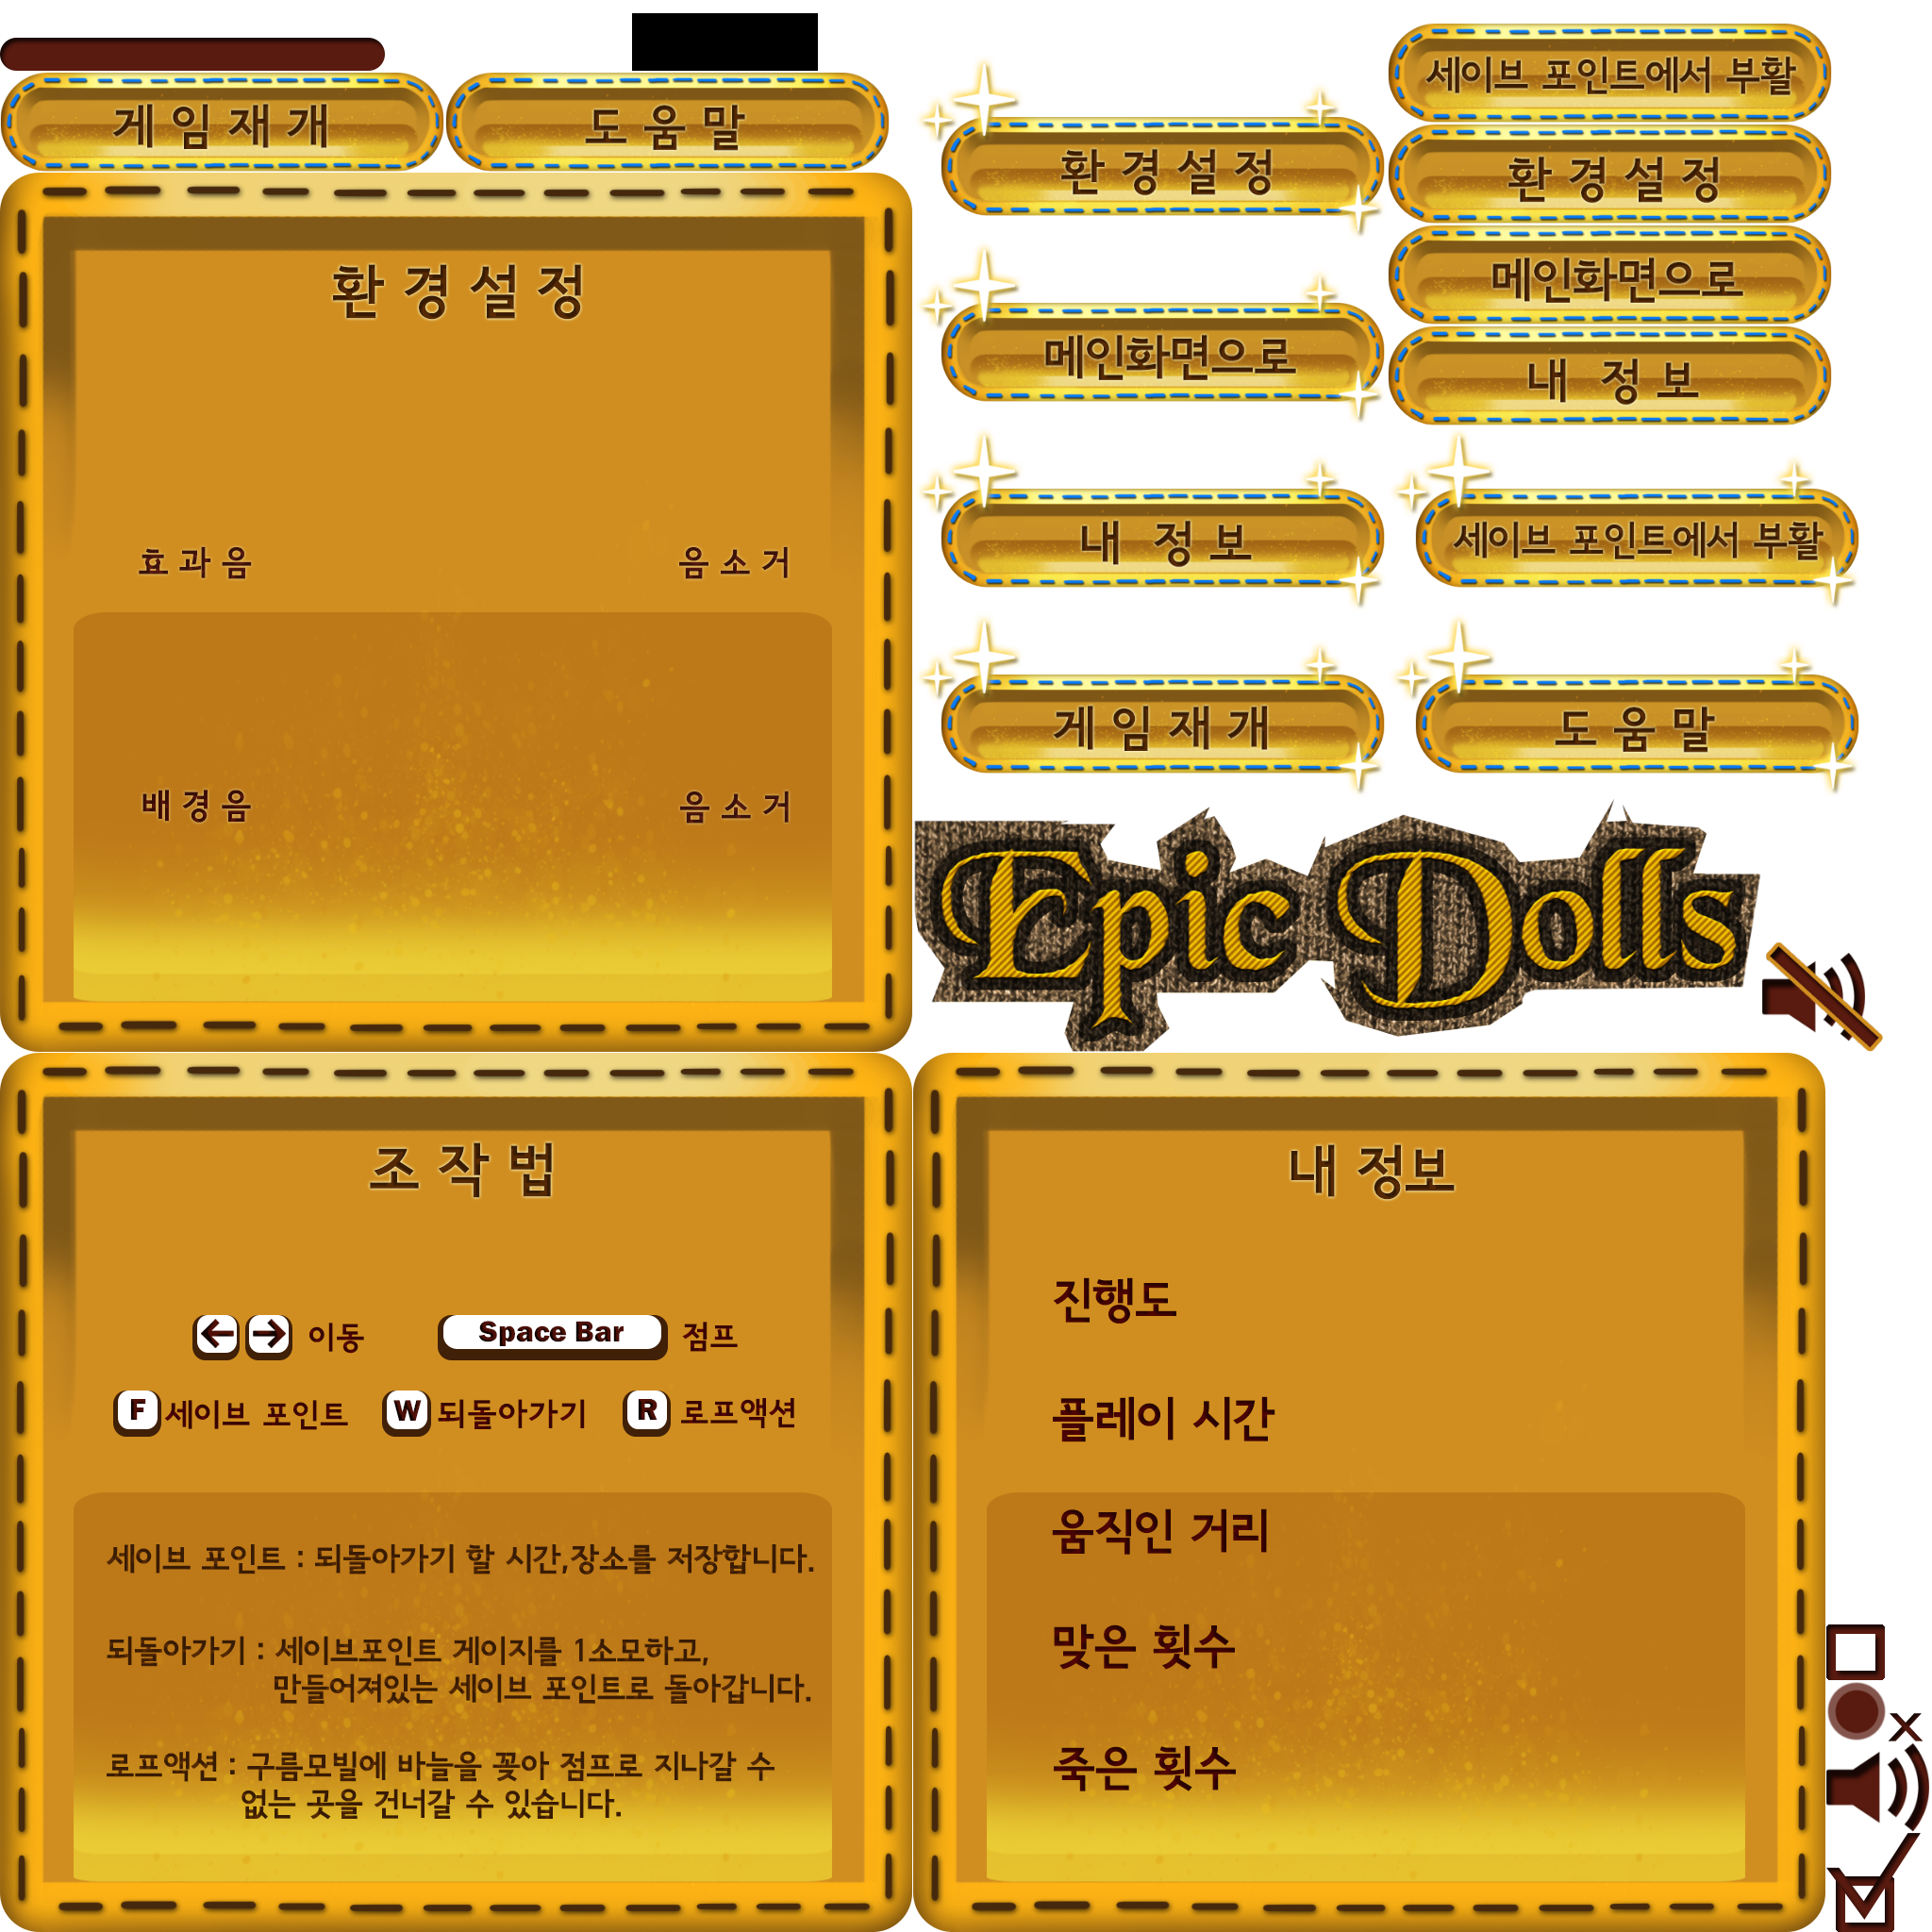 게임재개
도움말
환경설정
세이브 포인트에서 부활
환경설정
메인화면으로
내 정보
메인화면으로
내 정보
세이브 포인트에서 부활
게임재개
도움말
환경설정
효과음
음소거
배경음
음소거
Epic Dolls
조작법
← → 이동
Space Bar 점프
F 세이브 포인트
W 되돌아가기
R 로프액션
세이브 포인트 : 되돌아가기 할 시간,장소를 저장합니다.
되돌아가기 : 세이브포인트 게이지를 1소모하고,
만들어져있는 세이브 포인트로 돌아갑니다.
로프액션 : 구름모빌에 바늘을 꽂아 점프로 지나갈 수
없는 곳을 건너갈 수 있습니다.
내 정보
진행도
플레이 시간
움직인 거리
맞은 횟수
죽은 횟수
X